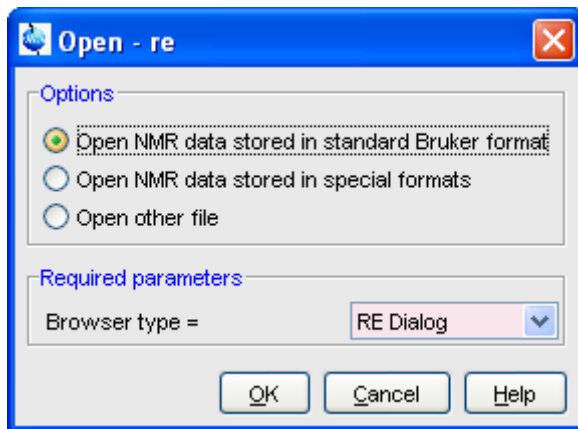 Open - re
Options
Open NMR data stored in standard Bruker format
Open NMR data stored in special formats
Open other file
Required parameters
Browser type = RE Dialog
OK Cancel Help